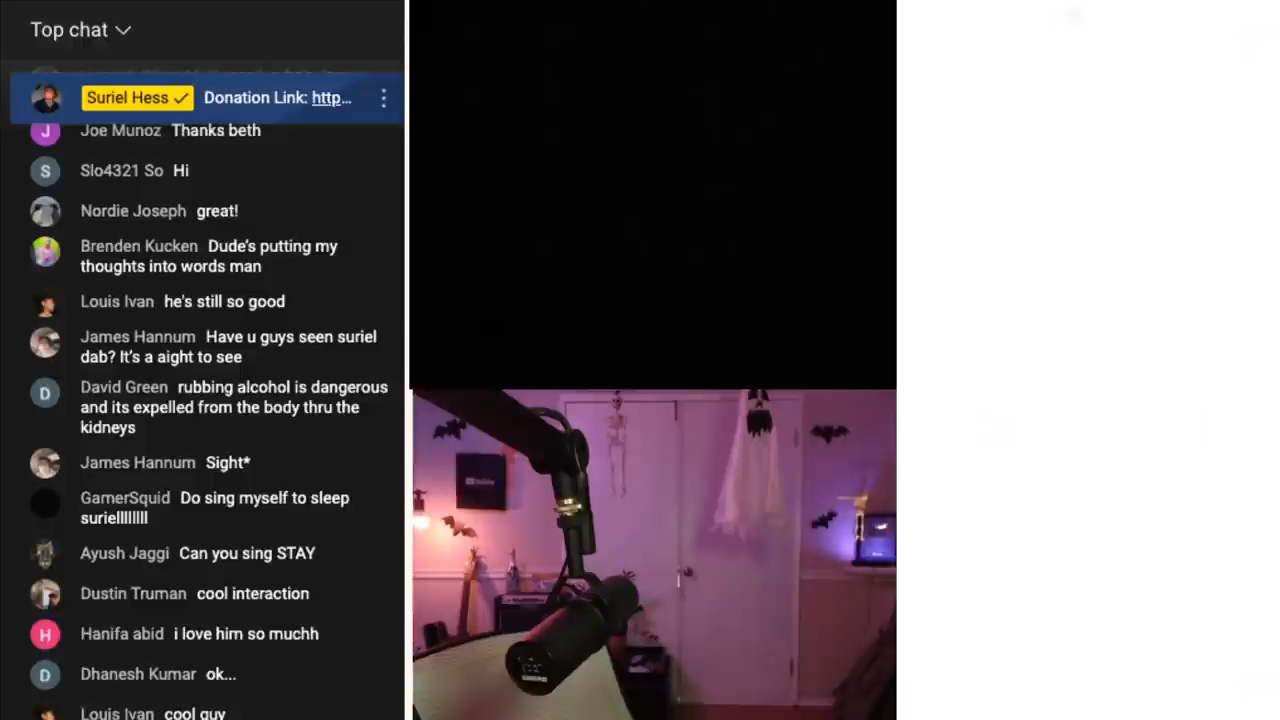 Top chat
Suriel Hess Donation Link: http...
J Joe Munoz Thanks beth
S Slo4321 So Hi
Nordie Joseph great!
Brenden Kucken Dude's putting my
thoughts into words man
Louis Ivan he's still so good
James Hannum Have u guys seen suriel
dab? It's a aight to see
D David Green rubbing alcohol is dangerous
and its expelled from the body thru the
kidneys
James Hannum Sight*
GamerSquid Do sing myself to sleep
suriellllllll
Ayush Jaggi Can you sing STAY
Dustin Truman cool interaction
H Hanifa abid i love him so muchh
D Dhanesh Kumar ok...
Louis Ivan cool guy
YouTube
SHURE